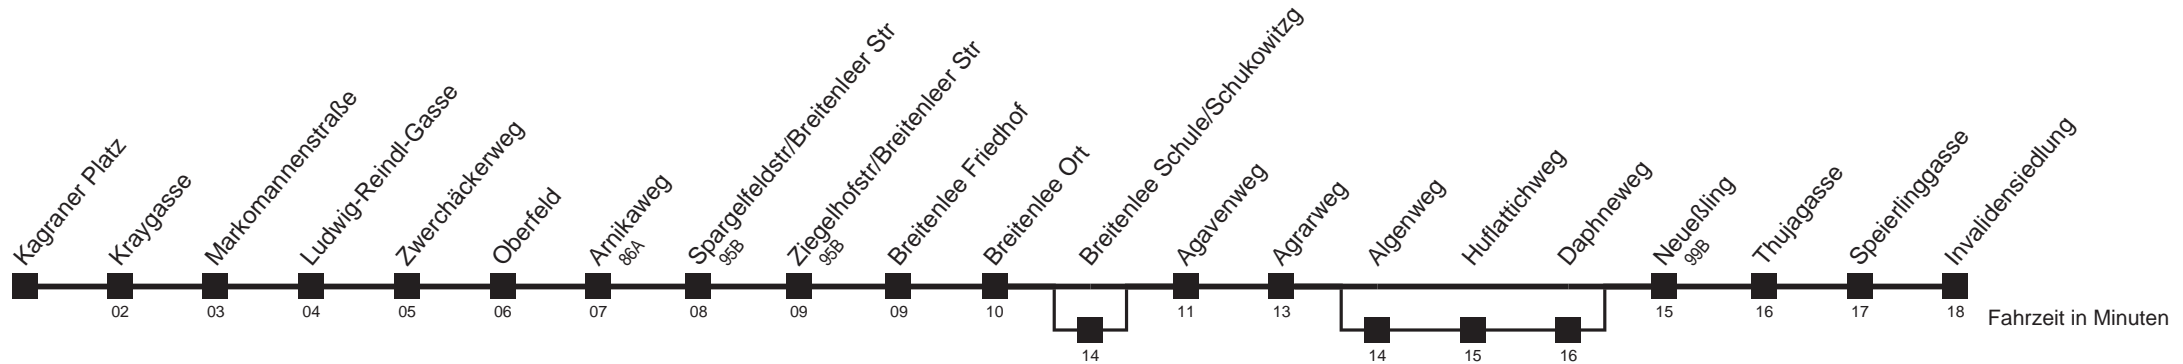 Kagraner Platz
Kraygasse
02
Markomannenstraße
03
Ludwig-Reindl-Gasse
04
Zwerchäckerweg
05
Oberfeld
06
Arnikaweg
86A
07
Spargelfeldstr/Breitenleer Str
95B
08
Ziegelhofstr/Breitenleer Str
95B
09
Breitenlee Friedhof
09
Breitenlee Ort
10
Breitenlee Schule/Schukowitzg
14
Agavenweg
11
Agrarweg
13
Algenweg
14
Huflattichweg
15
Daphneweg
16
Neueßling
99B
15
Thujagasse
16
Speierlinggasse
17
Invalidensiedlung
18
Fahrzeit in Minuten